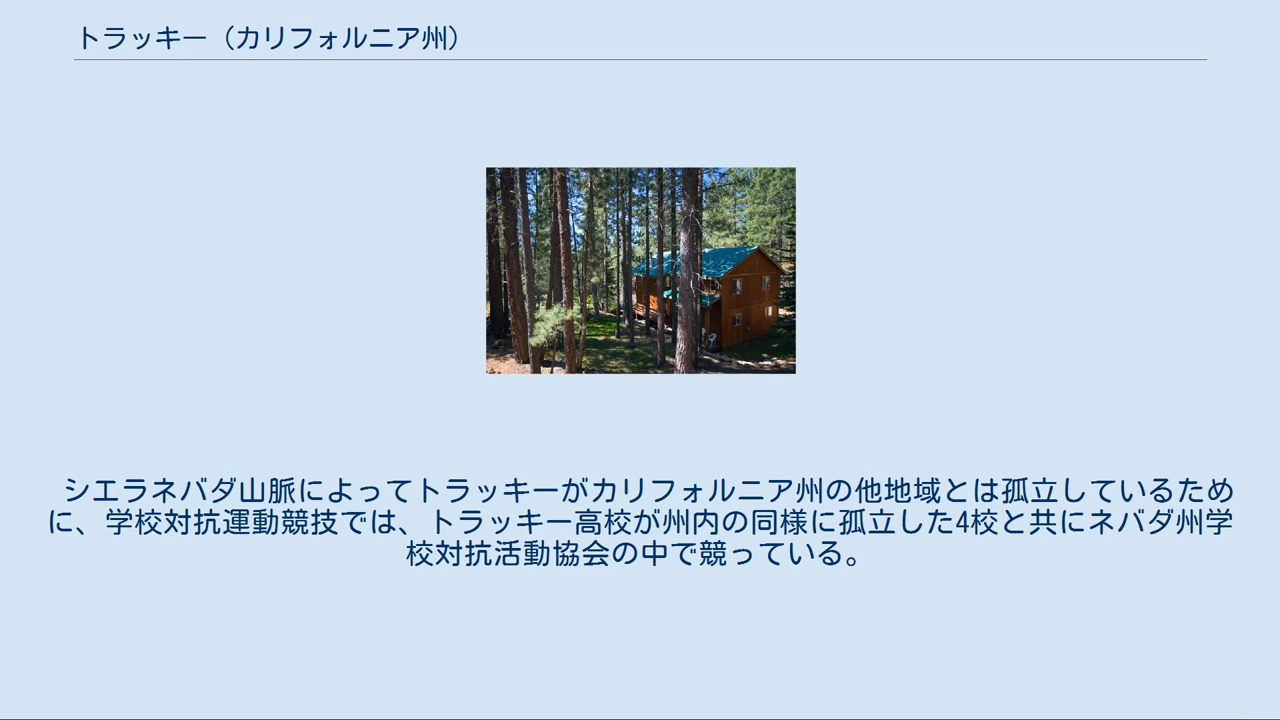 トラッキー（カリフォルニア州）
シエラネバダ山脈によってトラッキーがカリフォルニア州の他地域とは孤立しているため
に、学校対抗運動競技では、トラッキー高校が州内の同様に孤立した4校と共にネバダ州学
校対抗活動協会の中で競っている。